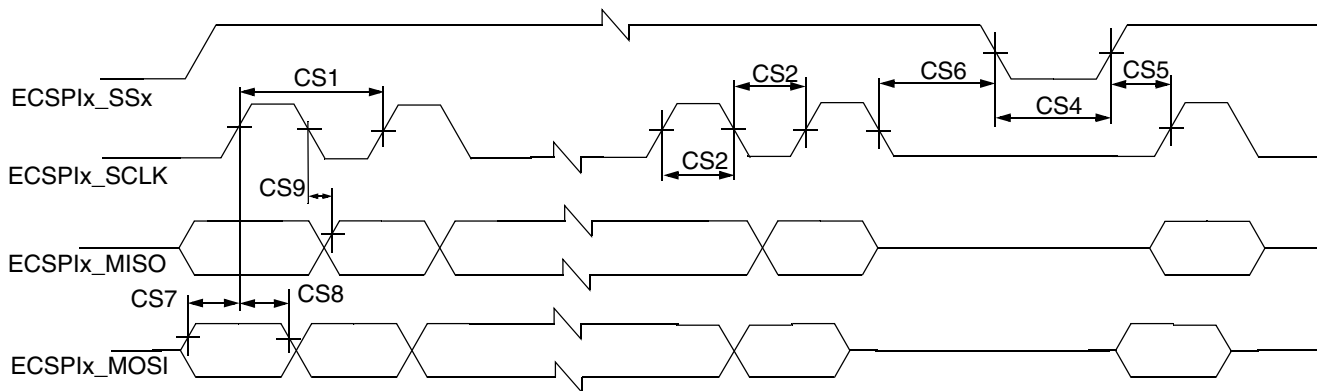 CS1
CS2
CS6
CS5
ECSPIx_SSx
CS4
CS2
ECSPIx_SCLK
CS9
ECSPIx_MISO
CS7
CS8
ECSPIx_MOSI